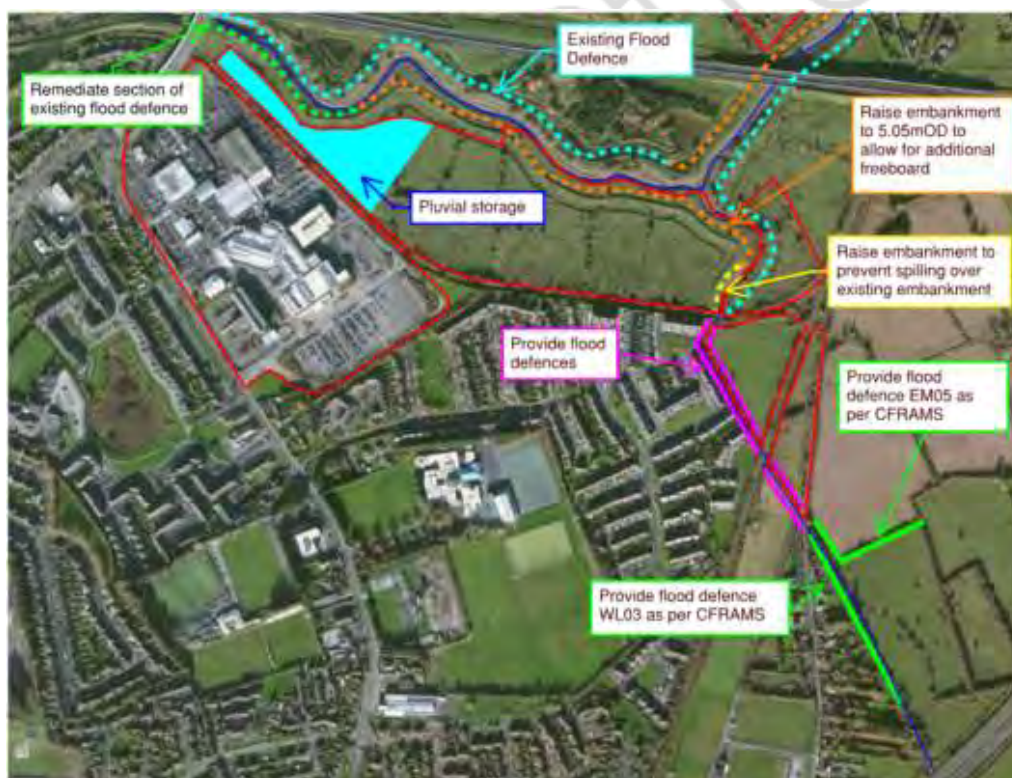 Existing Flood
Defence
Remediate section of
existing flood defence
Raise embankment
to 5.05mOD to
allow for additional
freeboard
Pluvial storage
Raise embankment to
prevent spilling over
existing embankment
Provide flood
defences
Provide flood
defence EM05 as
per CFRAMS
Provide flood defence
WL03 as per CFRAMS